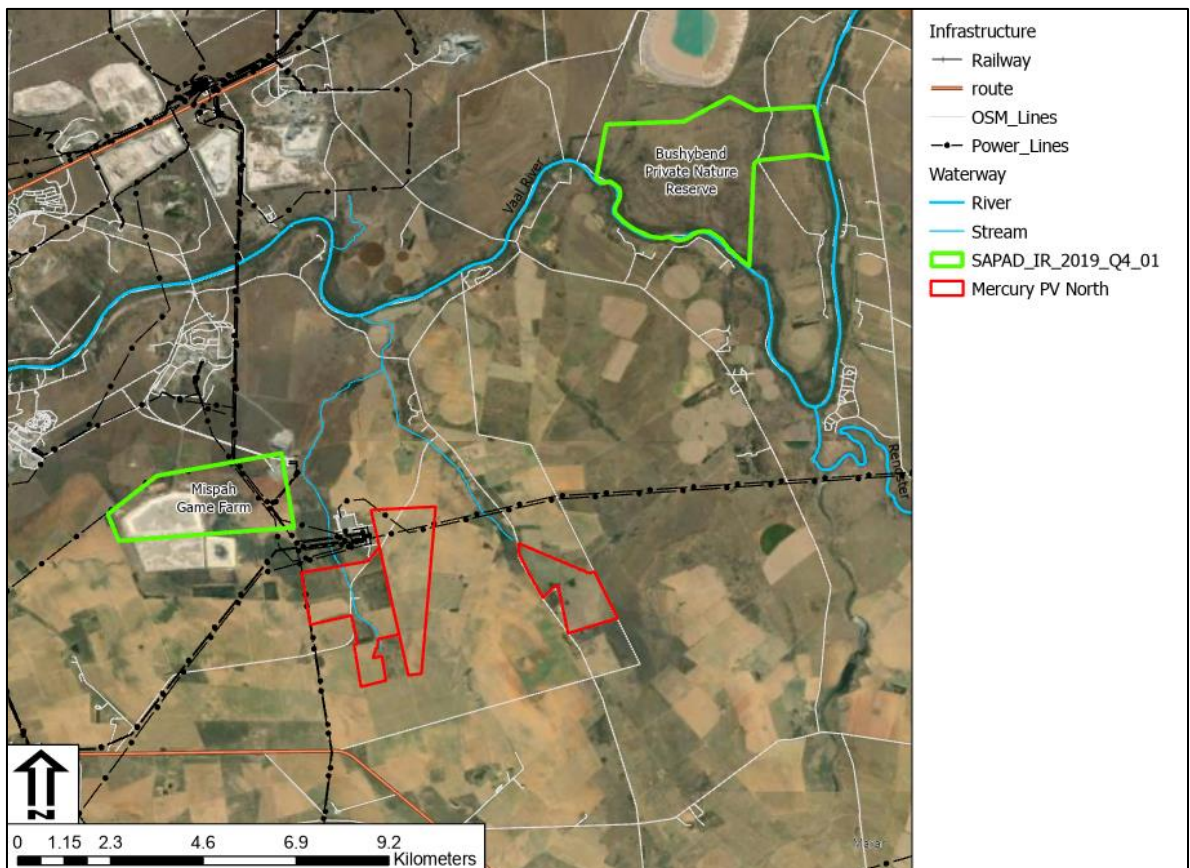 Infrastructure
Railway
route
OSM_Lines
Power_Lines
Waterway
River
Stream
SAPAD_IR_2019_Q4_01
Mercury PV North
Bushybend
Private Nature
Reserve
Vaal River
Mispah
Game Farm
Renoster
N
0 1.15 2.3 4.6 6.9 9.2
Kilometers